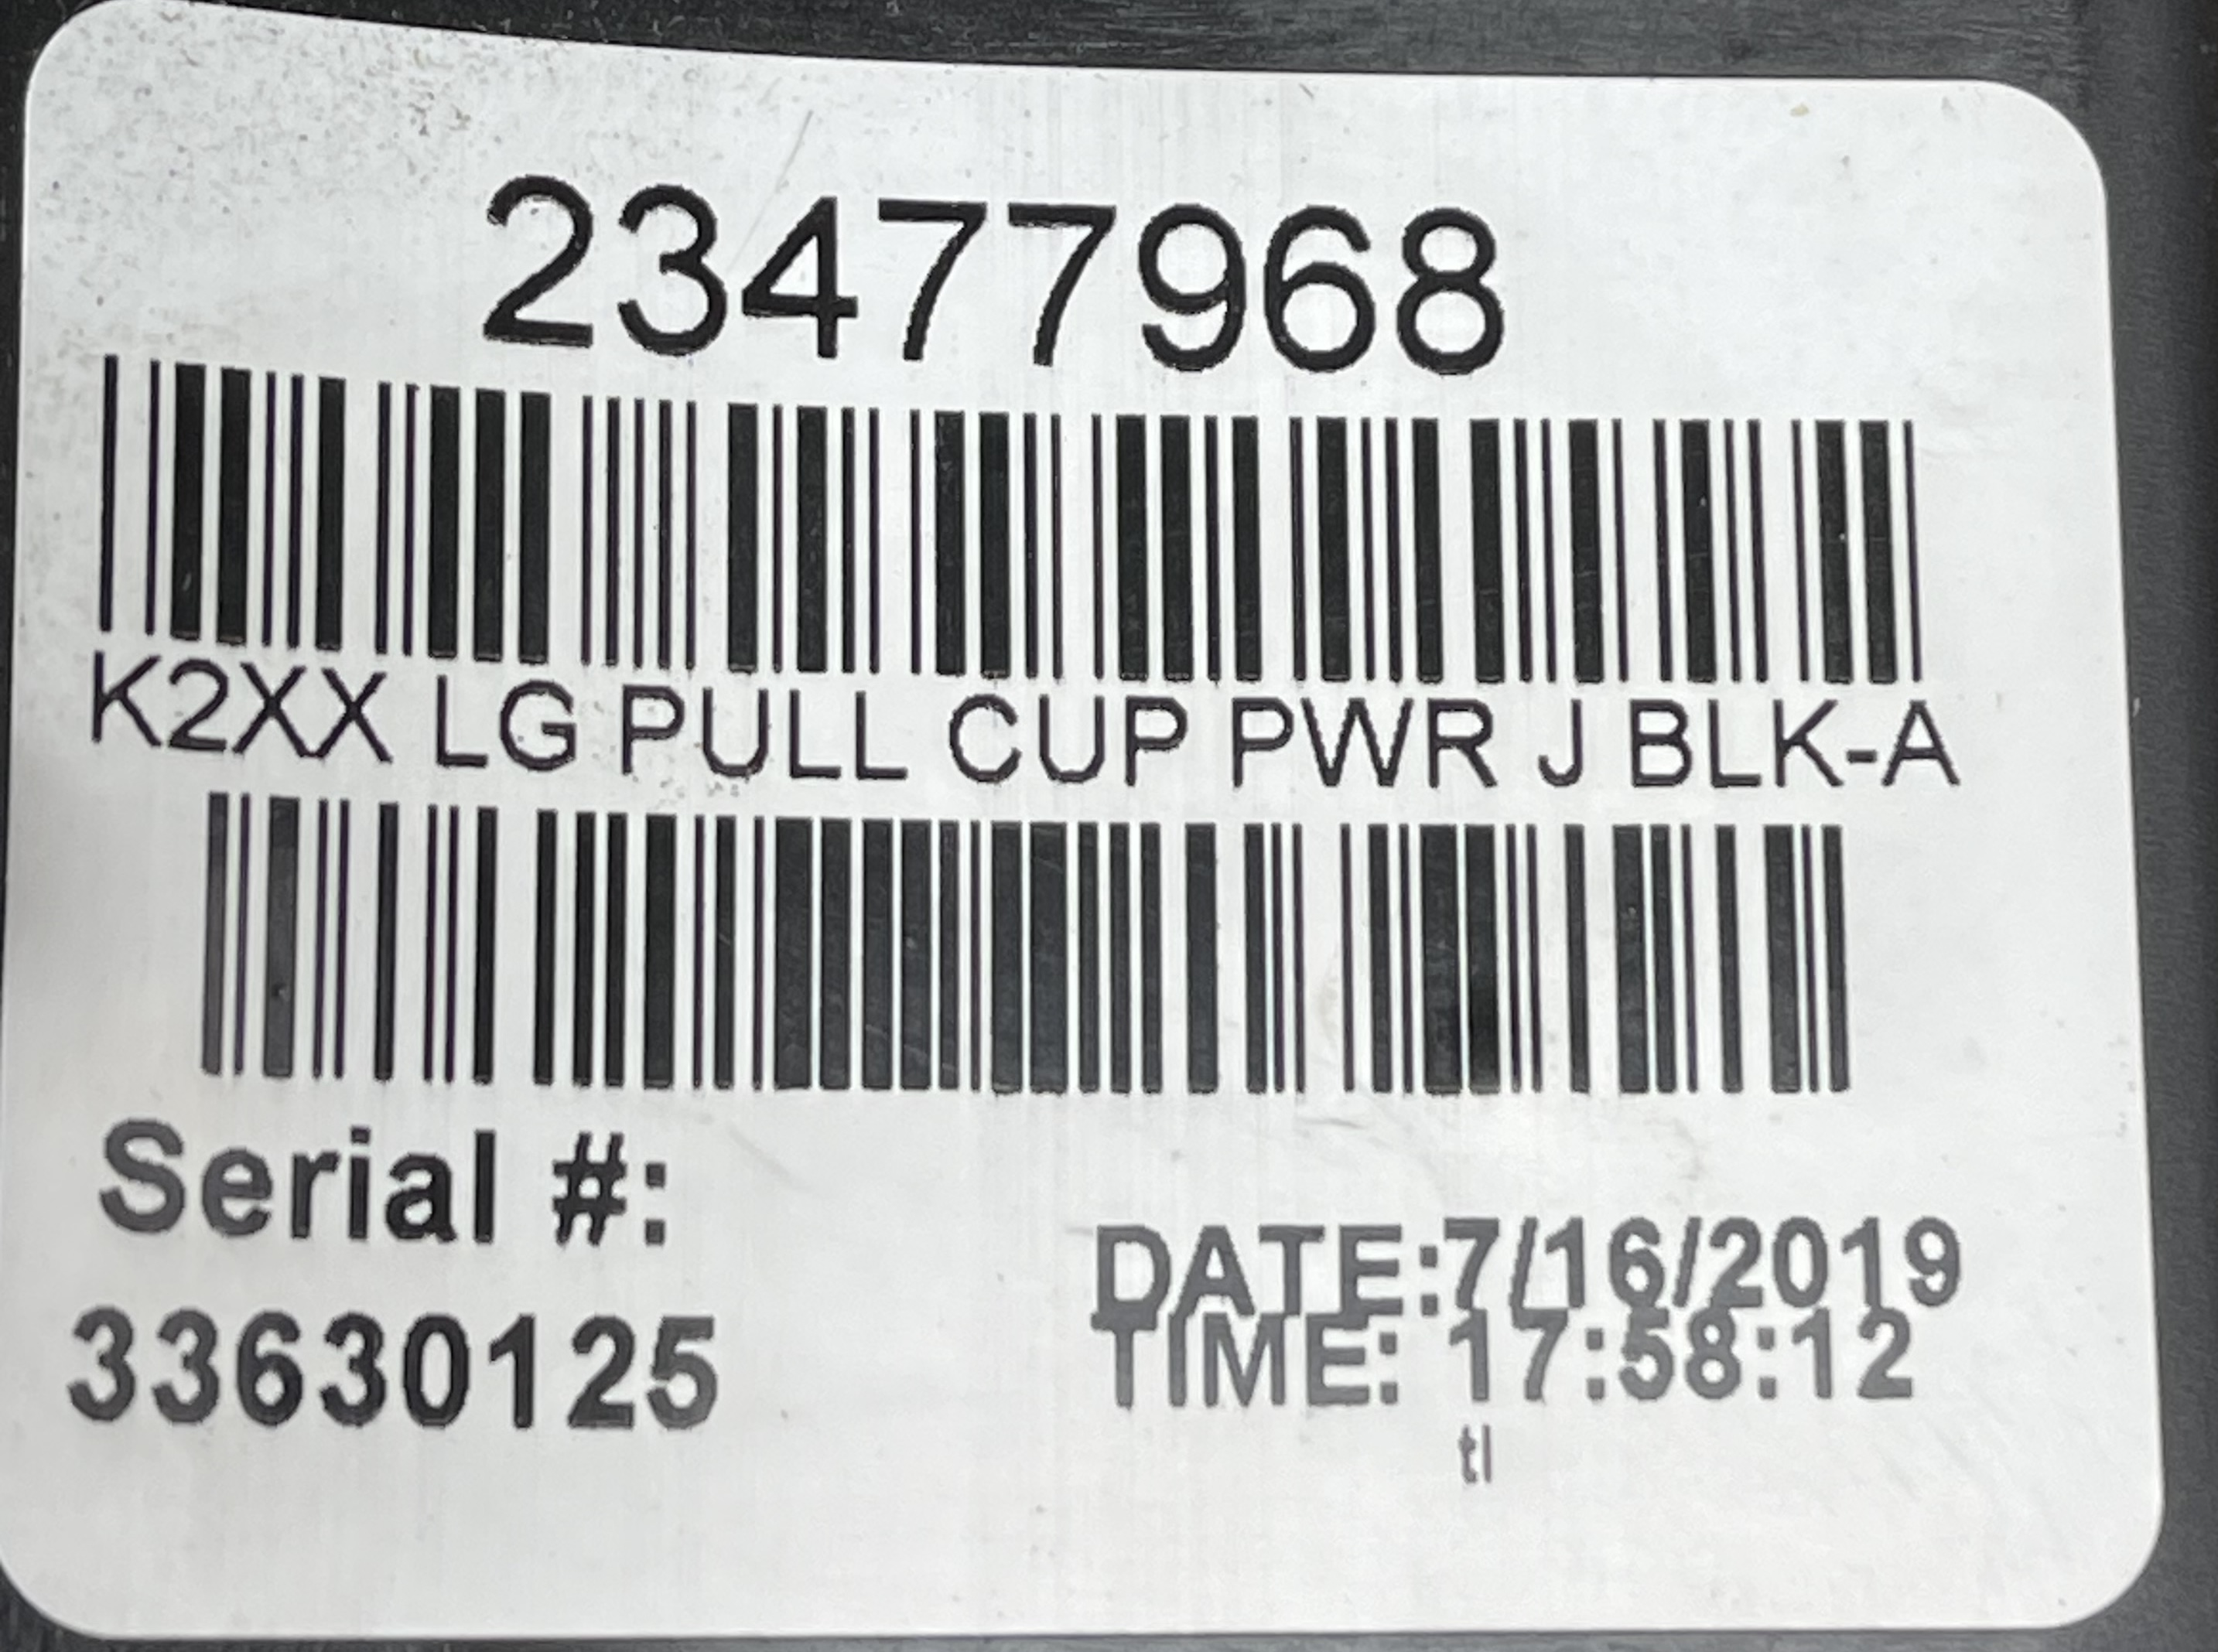 23477968
K2XX LG PULL CUP PWR J BLK-A
Serial #:
33630125
DATE:7/16/2019
TIME: 17:58:12
tl